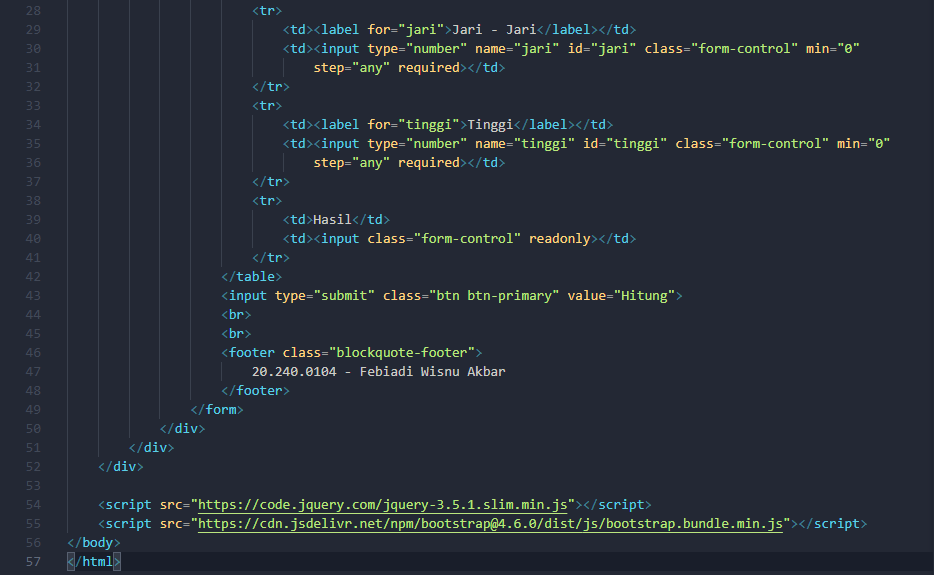 28 <tr>
29 <td><label for="jari">Jari - Jari</label></td>
30 <td><input type="number" name="jari" id="jari" class="form-control" min="0"
31 step="any" required></td>
32 </tr>
33 <tr>
34 <td><label for="tinggi">Tinggi</label></td>
35 <td><input type="number" name="tinggi" id="tinggi" class="form-control" min="0"
36 step="any" required></td>
37 </tr>
38 <tr>
39 <td>Hasil</td>
40 <td><input class="form-control" readonly></td>
41 </tr>
42 </table>
43 <input type="submit" class="btn btn-primary" value="Hitung">
44 <br>
45 <br>
46 <footer class="blockquote-footer">
47 20.240.0104 - Febiadi Wisnu Akbar
48 </footer>
49 </form>
50 </div>
51 </div>
52 </div>
53
54 <script src="https://code.jquery.com/jquery-3.5.1.slim.min.js"></script>
55 <script src="https://cdn.jsdelivr.net/npm/bootstrap@4.6.0/dist/js/bootstrap.bundle.min.js"></script>
56 </body>
57 </html>